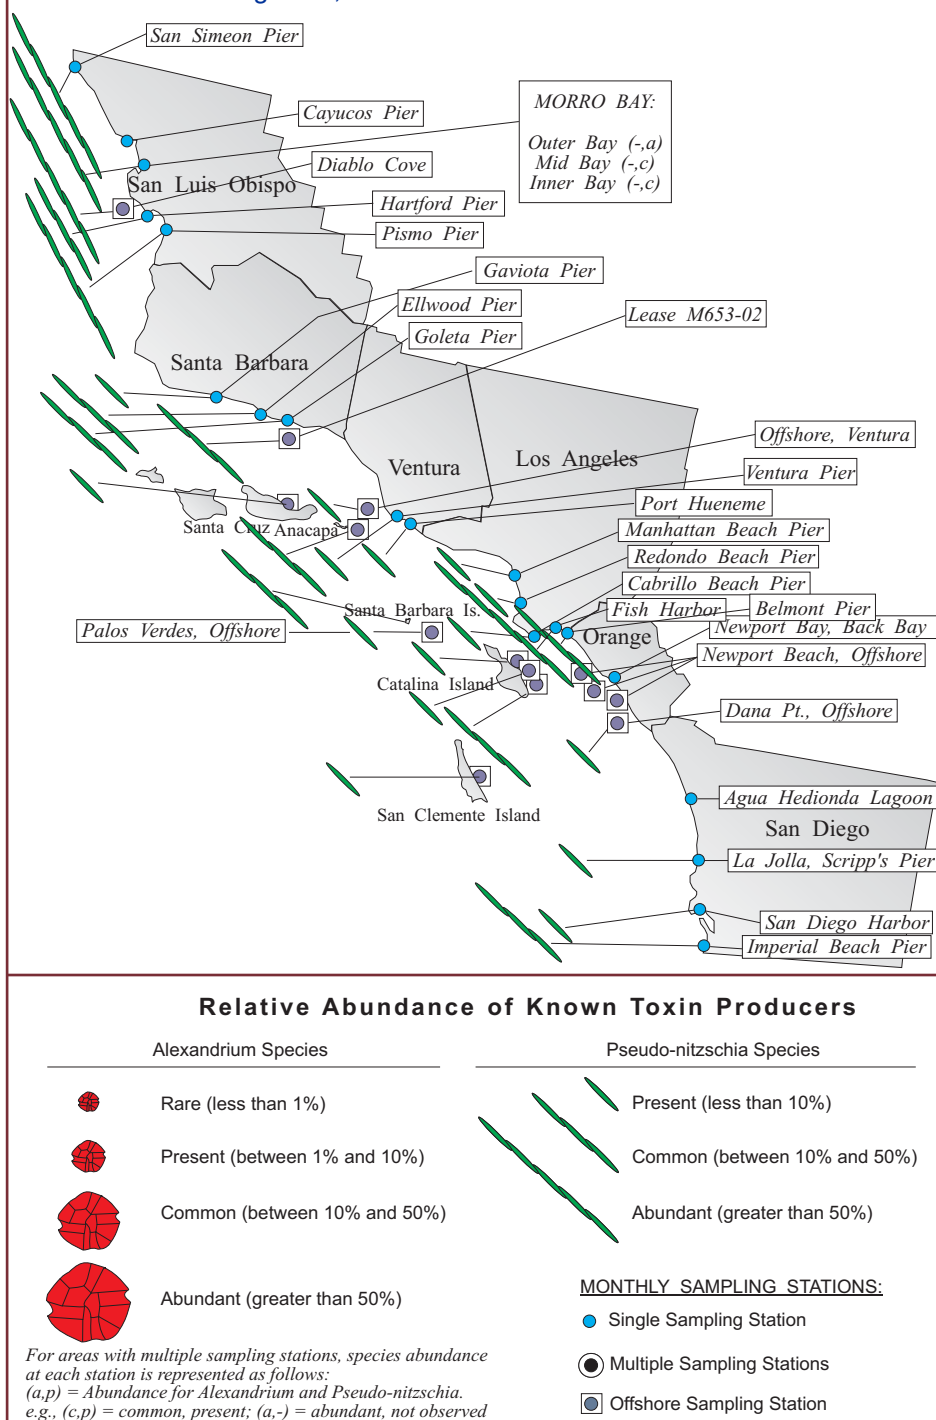 San Simeon Pier
MORRO BAY:
Outer Bay (-,a)
Mid Bay (-,c)
Inner Bay (-,c)
Cayucos Pier
Diablo Cove
San Luis Obispo
Hartford Pier
Pismo Pier
Gaviota Pier
Ellwood Pier
Lease M653-02
Goleta Pier
Santa Barbara
Offshore, Ventura
Los Angeles
Ventura
Ventura Pier
Port Hueneme
Santa Cruz
Anacapa
Manhattan Beach Pier
Redondo Beach Pier
Cabrillo Beach Pier
Santa Barbara Is.
Fish Harbor
Belmont Pier
Palos Verdes, Offshore
Orange
Newport Bay, Back Bay
Newport Beach, Offshore
Catalina Island
Dana Pt., Offshore
Agua Hedionda Lagoon
San Clemente Island
San Diego
La Jolla, Scripp's Pier
San Diego Harbor
Imperial Beach Pier
Relative Abundance of Known Toxin Producers
Alexandrium Species
Rare (less than 1%)
Present (between 1% and 10%)
Common (between 10% and 50%)
Abundant (greater than 50%)
For areas with multiple sampling stations, species abundance
at each station is represented as follows:
(a,p) = Abundance for Alexandrium and Pseudo-nitzschia.
e.g., (c,p) = common, present; (a,-) = abundant, not observed
Pseudo-nitzschia Species
Present (less than 10%)
Common (between 10% and 50%)
Abundant (greater than 50%)
MONTHLY SAMPLING STATIONS:
Single Sampling Station
Multiple Sampling Stations
Offshore Sampling Station